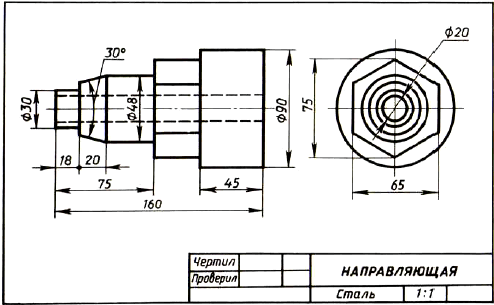 30°
Ф20
Ф30
Ф48
Ф90
75
18
20
75
45
65
160
Чертил
Проверил
НАПРАВЛЯЮЩАЯ
Сталь
1:1